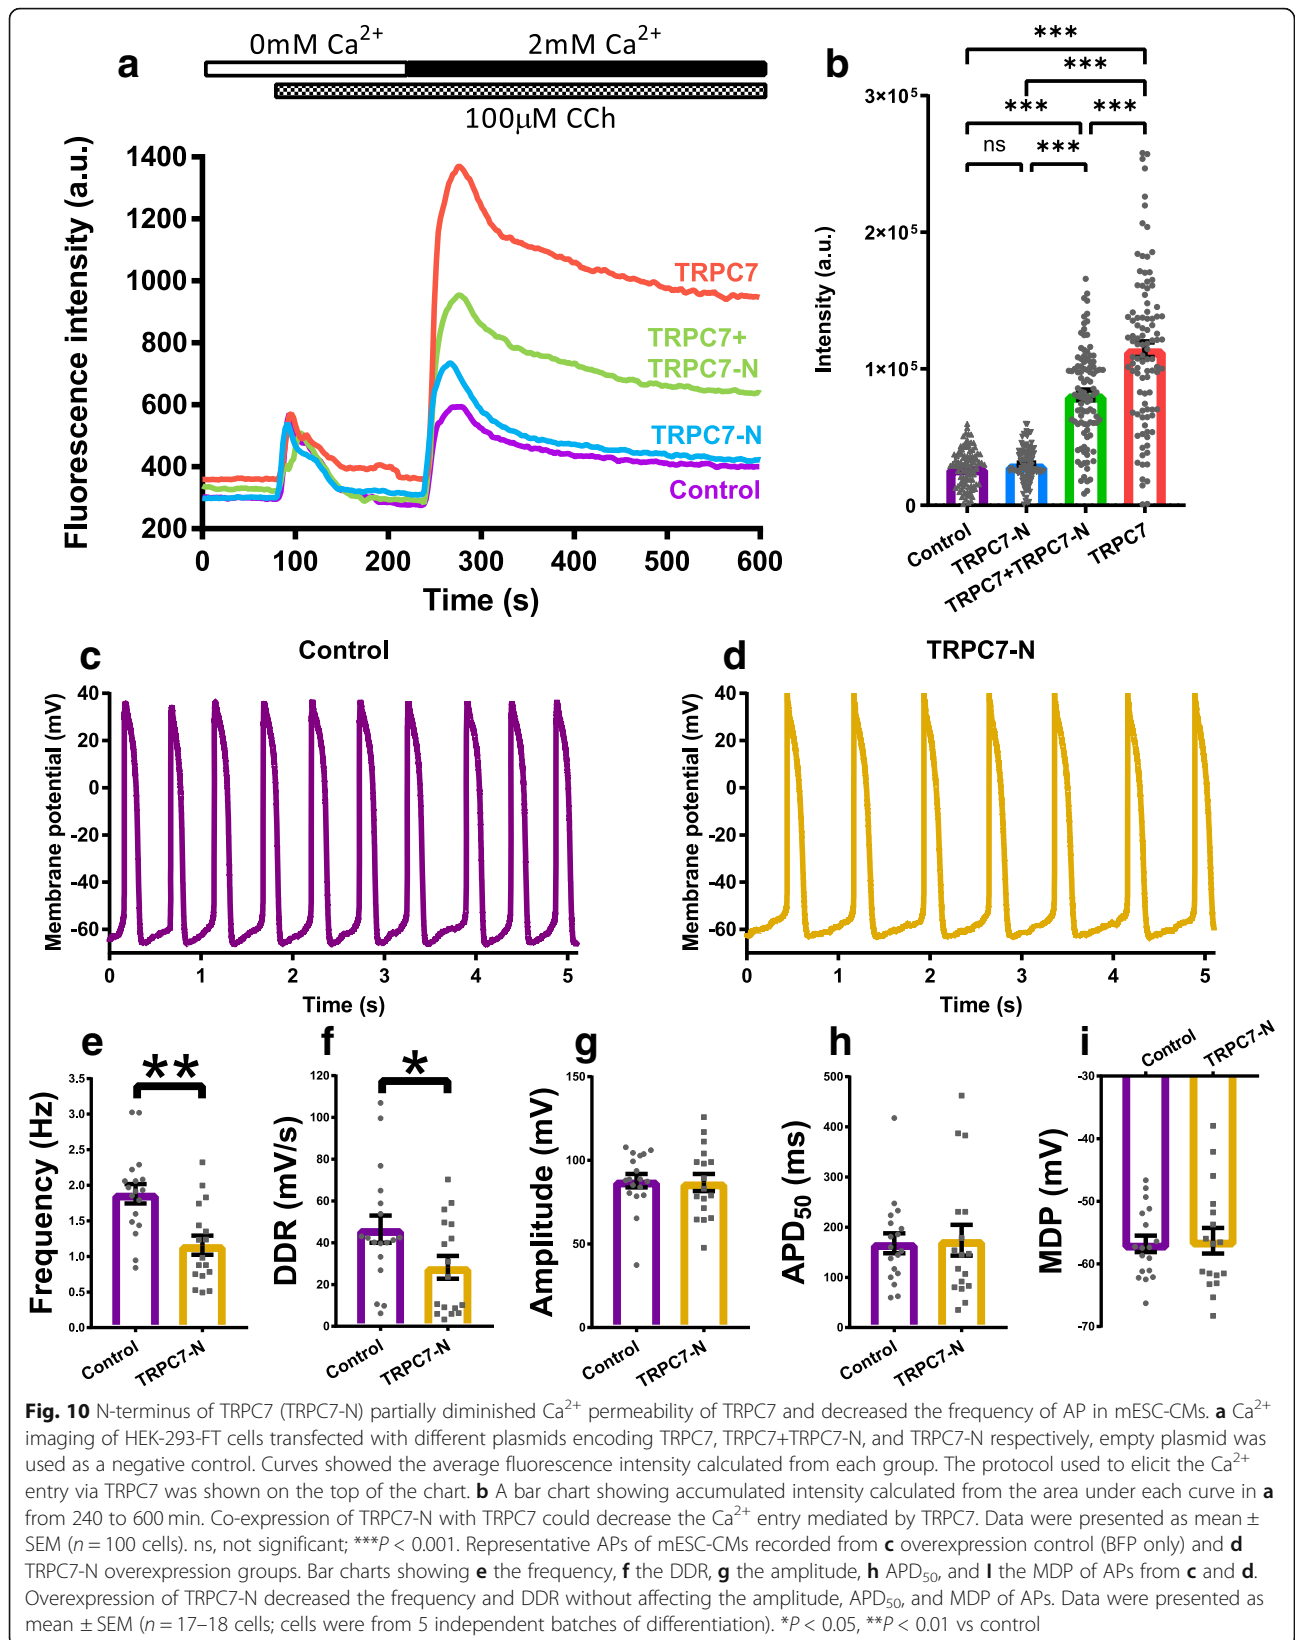 a
0mM Ca²⁺
2mM Ca²⁺
100µM CCh
Fluorescence intensity (a.u.)
1400
1200
1000
800
600
400
200
TRPC7
TRPC7+
TRPC7-N
TRPC7-N
Control
0
100
200
300
400
500
600
Time (s)
b
***
***
***
***
ns
***
Intensity (a.u.)
3×10⁵
2×10⁵
1×10⁵
0
Control
TRPC7-N
TRPC7+TRPC7-N
TRPC7
c
Control
Membrane potential (mV)
40
20
0
-20
-40
-60
0
1
2
3
4
5
Time (s)
d
TRPC7-N
Membrane potential (mV)
40
20
0
-20
-40
-60
0
1
2
3
4
5
Time (s)
e
**
Frequency (Hz)
3.5
3.0
2.5
2.0
1.5
1.0
0.5
0.0
Control
TRPC7-N
f
*
DDR (mV/s)
120
100
80
60
40
20
0
Control
TRPC7-N
g
Amplitude (mV)
150
100
50
0
Control
TRPC7-N
h
APD₅₀ (ms)
500
400
300
200
100
0
Control
TRPC7-N
i
Control
TRPC7-N
MDP (mV)
-30
-40
-50
-60
-70
Fig. 10 N-terminus of TRPC7 (TRPC7-N) partially diminished Ca²⁺ permeability of TRPC7 and decreased the frequency of AP in mESC-CMs. a Ca²⁺
imaging of HEK-293-FT cells transfected with different plasmids encoding TRPC7, TRPC7+TRPC7-N, and TRPC7-N respectively, empty plasmid was
used as a negative control. Curves showed the average fluorescence intensity calculated from each group. The protocol used to elicit the Ca²⁺
entry via TRPC7 was shown on the top of the chart. b A bar chart showing accumulated intensity calculated from the area under each curve in a
from 240 to 600 min. Co-expression of TRPC7-N with TRPC7 could decrease the Ca²⁺ entry mediated by TRPC7. Data were presented as mean ±
SEM (n = 100 cells). ns, not significant; ***P < 0.001. Representative APs of mESC-CMs recorded from c overexpression control (BFP only) and d
TRPC7-N overexpression groups. Bar charts showing e the frequency, f the DDR, g the amplitude, h APD₅₀, and I the MDP of APs from c and d.
Overexpression of TRPC7-N decreased the frequency and DDR without affecting the amplitude, APD₅₀, and MDP of APs. Data were presented as
mean ± SEM (n = 17–18 cells; cells were from 5 independent batches of differentiation). *P < 0.05, **P < 0.01 vs control